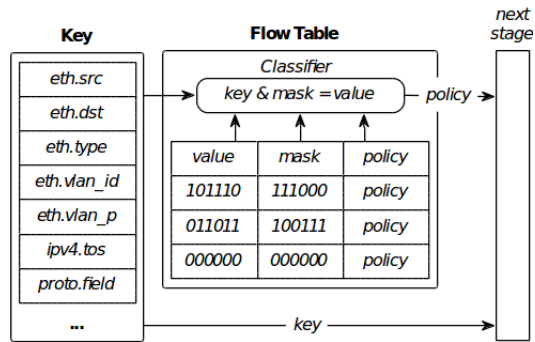 next
stage
Key
Flow Table
eth.src
eth.dst
eth.type
eth.vlan_id
eth.vlan_p
ipv4.tos
proto.field
...
Classifier
key & mask = value
policy
value mask policy
101110 111000 policy
011011 100111 policy
000000 000000 policy
key